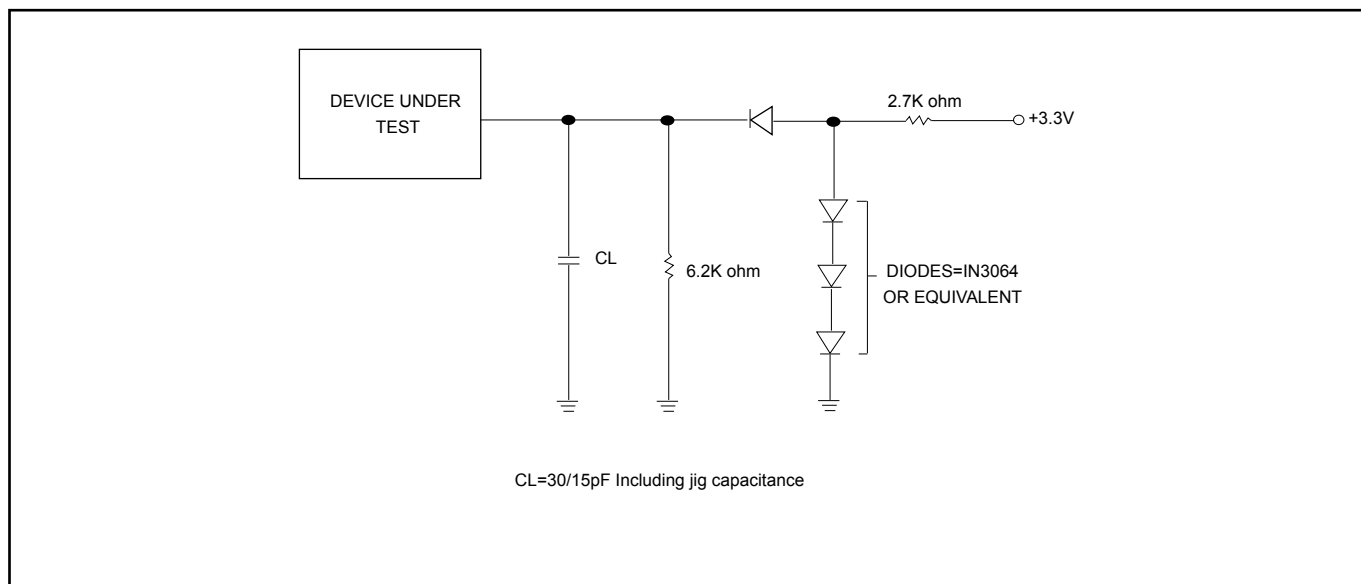 DEVICE UNDER
TEST
2.7K ohm
+3.3V
CL
6.2K ohm
DIODES=IN3064
OR EQUIVALENT
CL=30/15pF Including jig capacitance